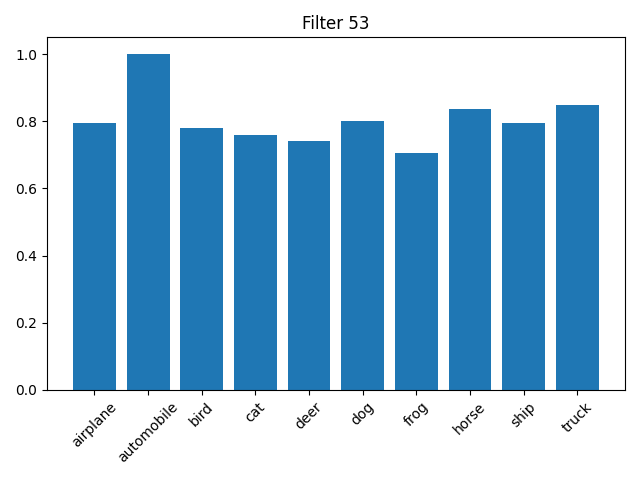 Filter 53
1.0
0.8
0.6
0.4
0.2
0.0
airplane
automobile
bird
cat
deer
dog
frog
horse
ship
truck